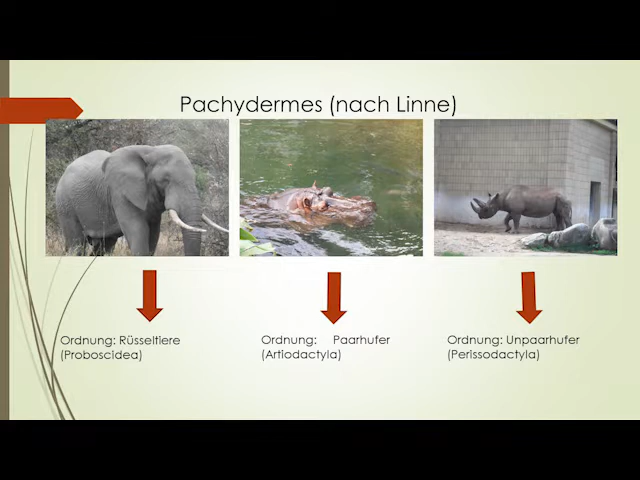 Pachydermes (nach Linne)
Ordnung: Rüsseltiere
(Proboscidea)
Ordnung: Paarhufer
(Artiodactyla)
Ordnung: Unpaarhufer
(Perissodactyla)